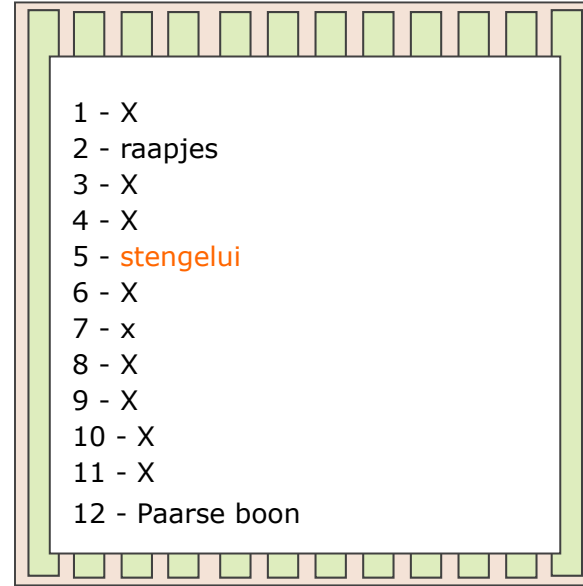 1 - X
2 - raapjes
3 - X
4 - X
5 - stengelui
6 - X
7 - x
8 - X
9 - X
10 - X
11 - X
12 - Paarse boon